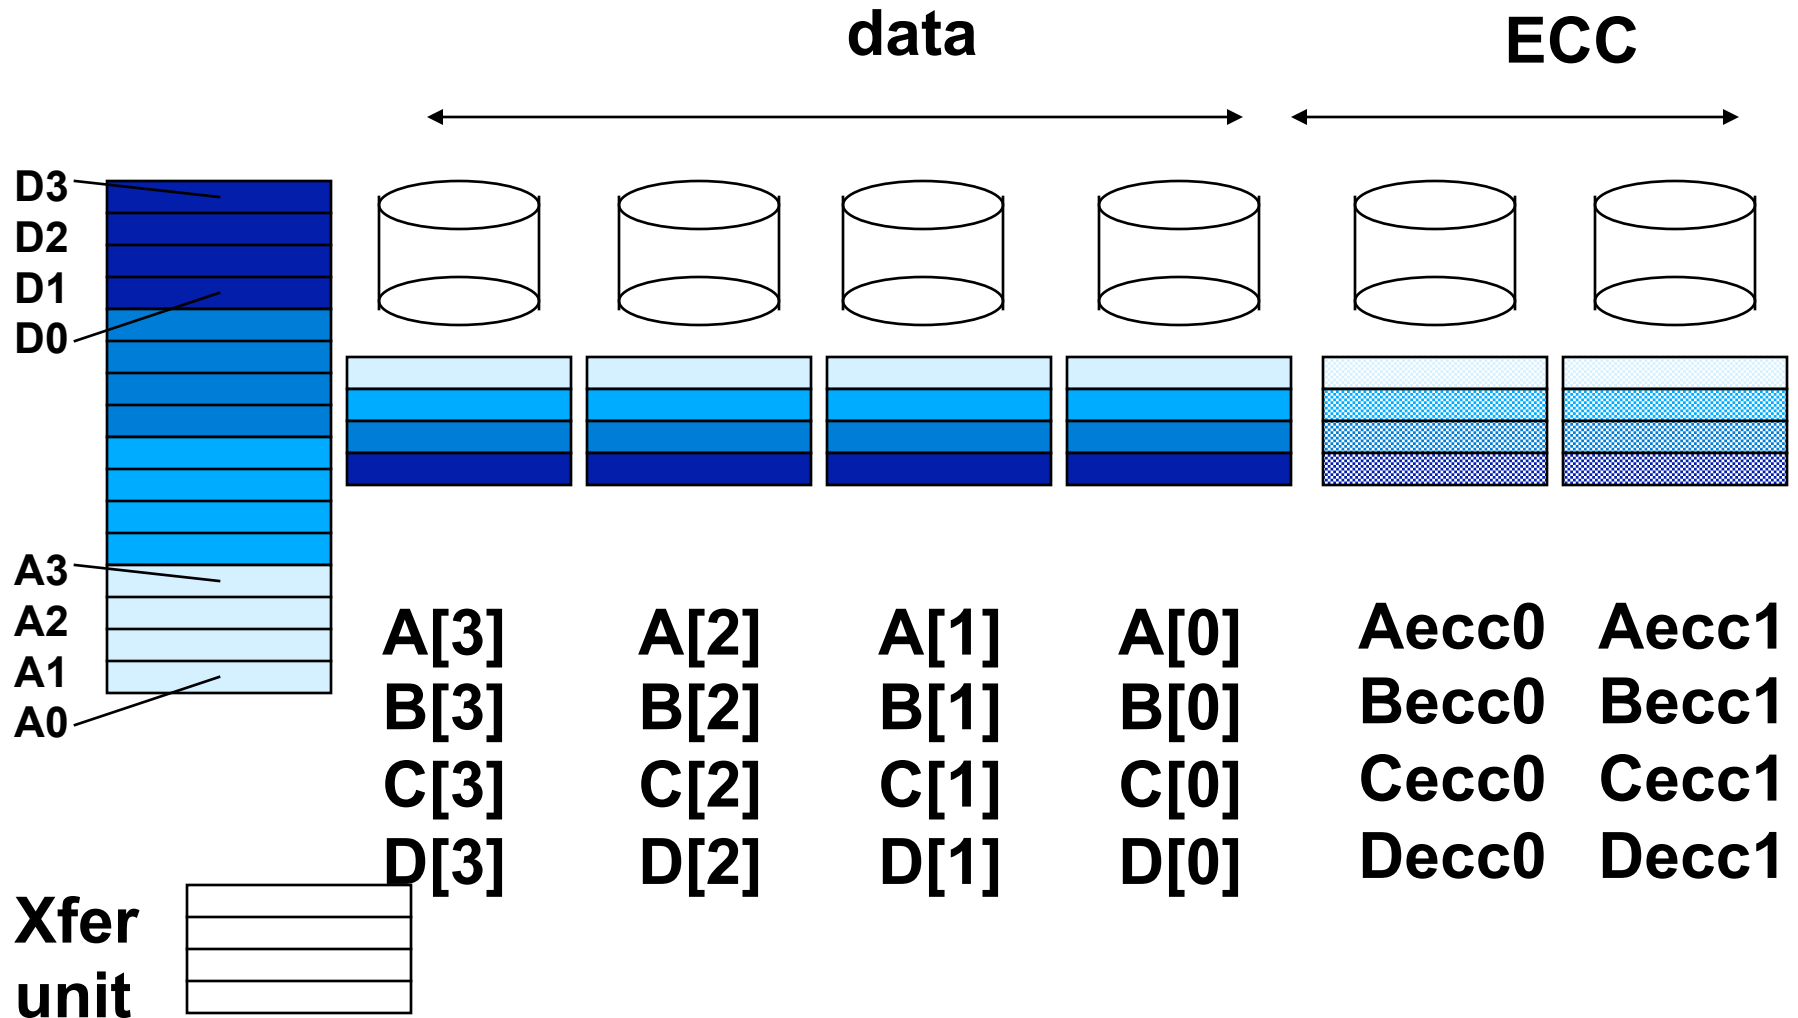 data
ECC
D3
D2
D1
D0
A3
A2
A1
A0
A[3] A[2] A[1] A[0] Aecc0 Aecc1
B[3] B[2] B[1] B[0] Becc0 Becc1
C[3] C[2] C[1] C[0] Cecc0 Cecc1
D[3] D[2] D[1] D[0] Decc0 Decc1
Xfer
unit